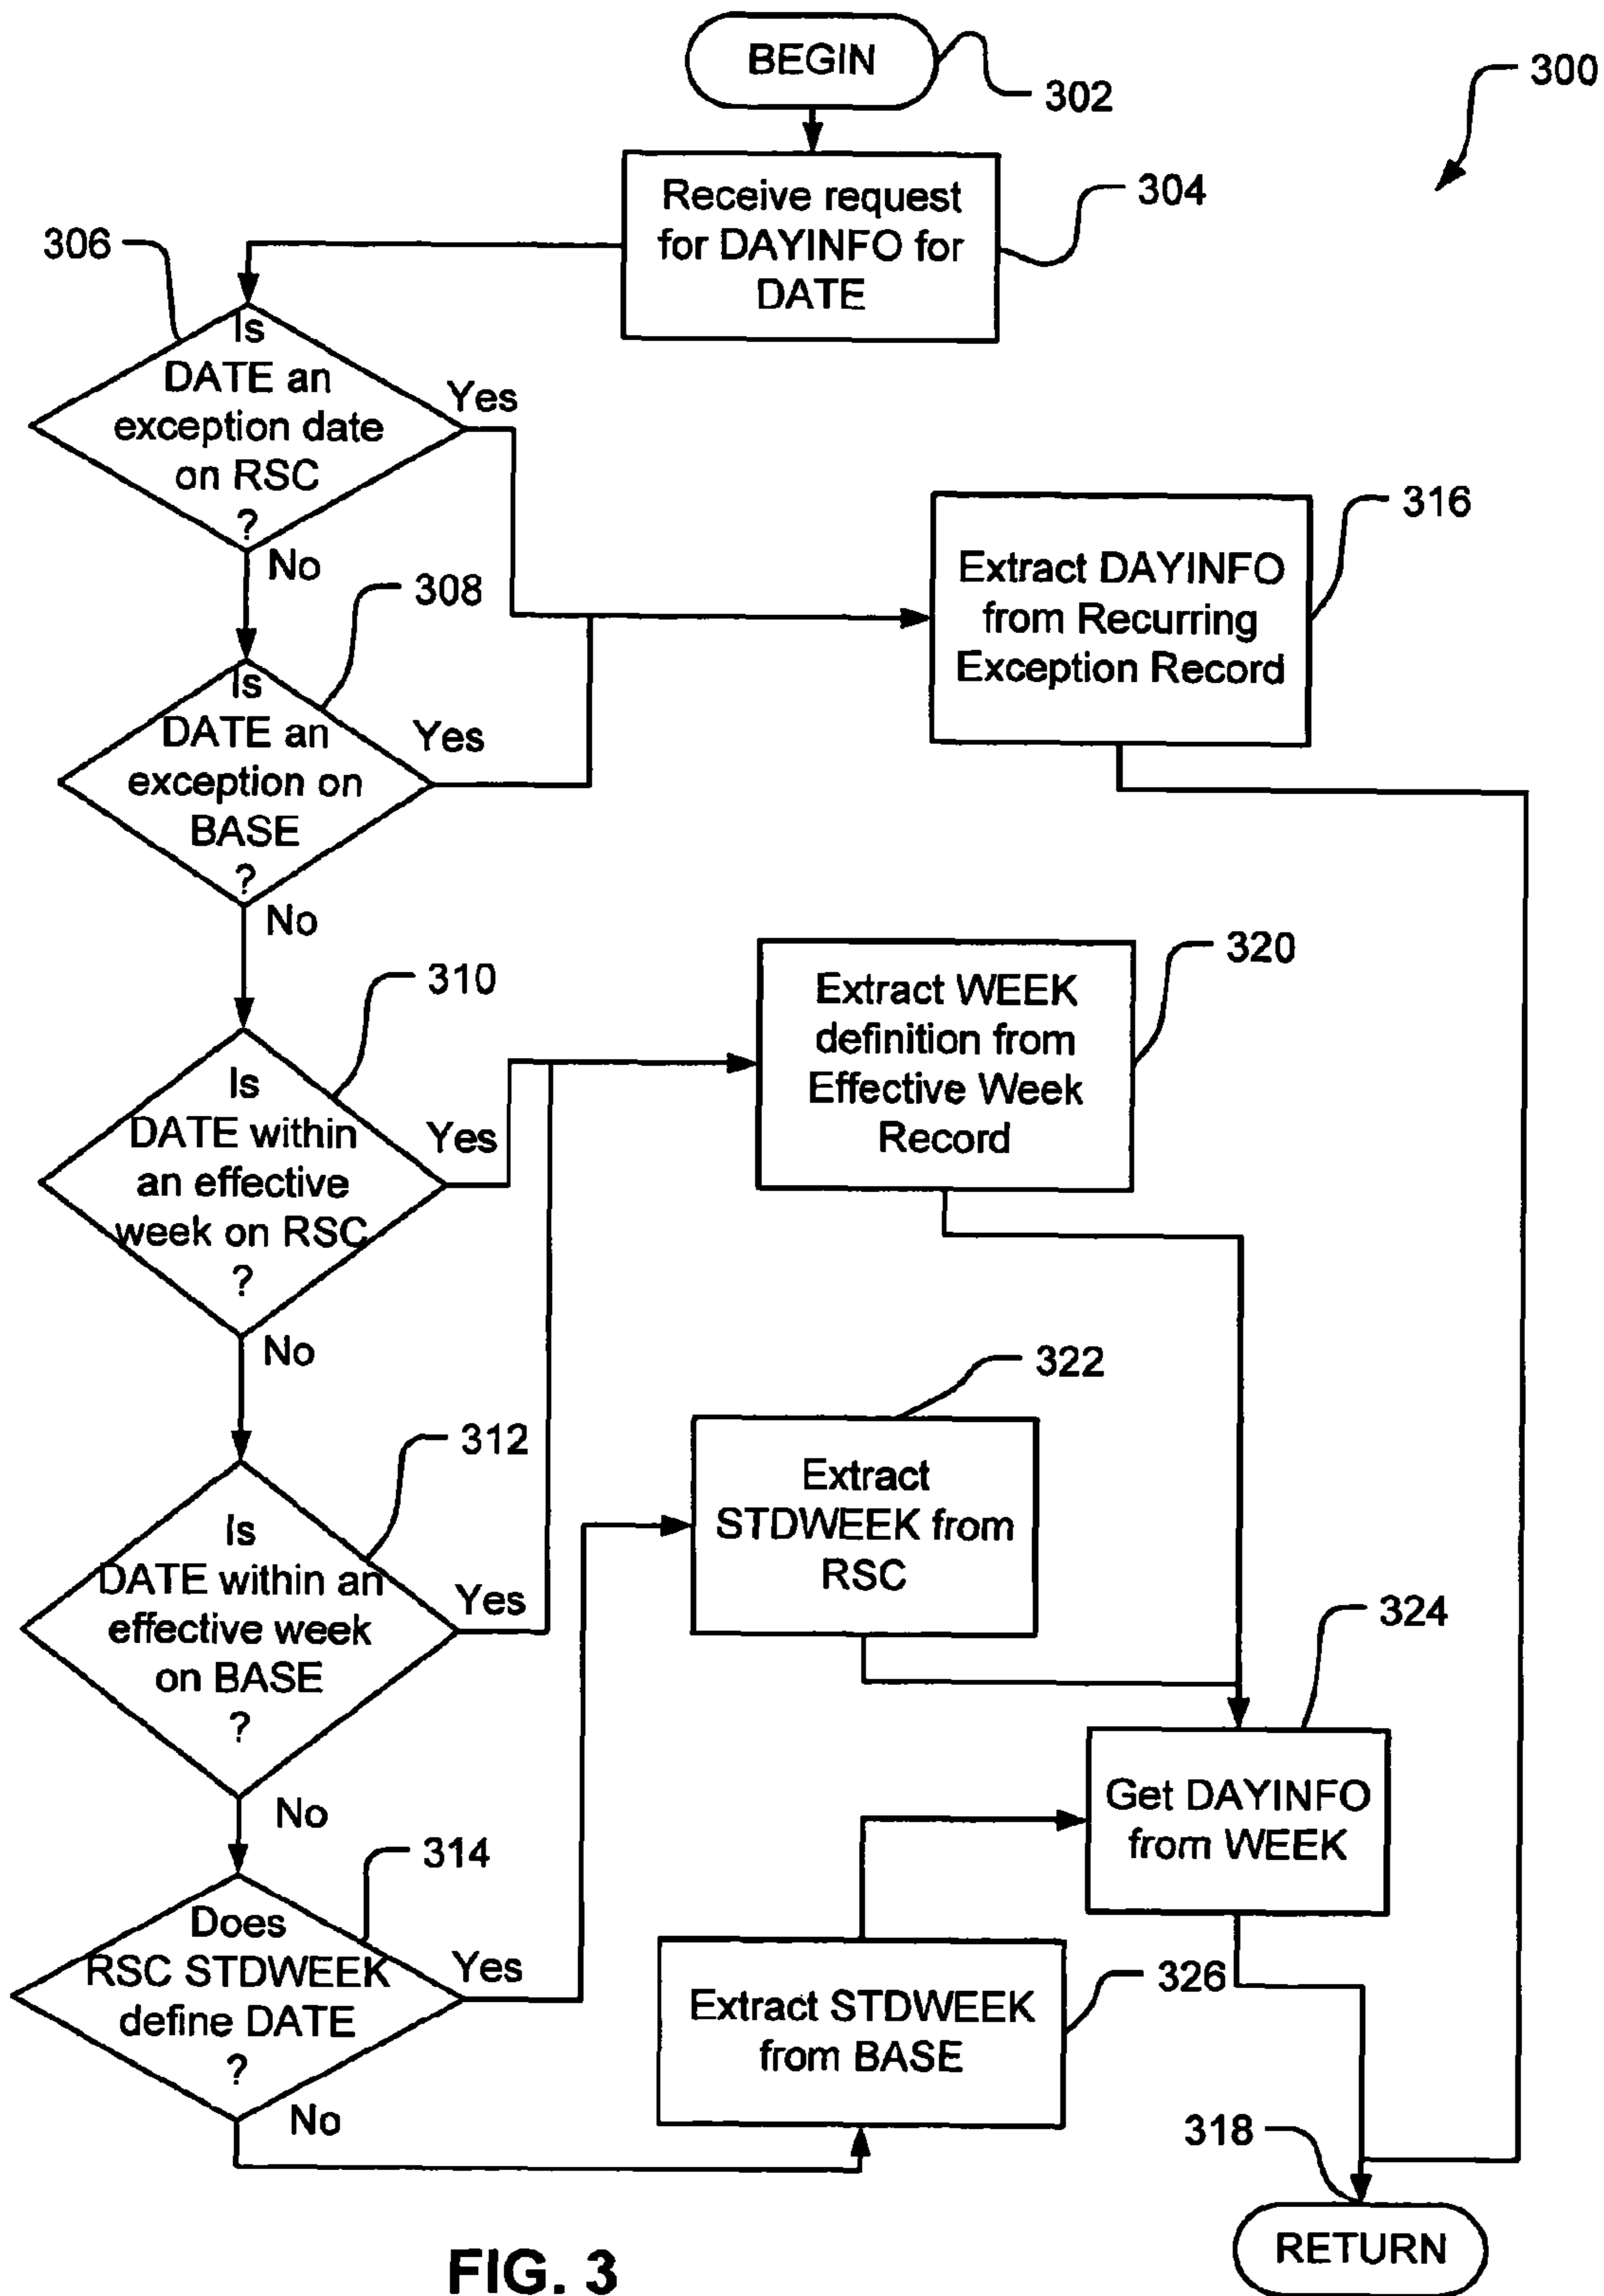 BEGIN
302
300
Receive request
for DAYINFO for
DATE
304
306
Is
DATE an
exception date
on RSC
?
Yes
No
308
Is
DATE an
exception on
BASE
?
Yes
No
316
Extract DAYINFO
from Recurring
Exception Record
310
Is
DATE within
an effective
week on RSC
?
Yes
No
320
Extract WEEK
definition from
Effective Week
Record
312
Is
DATE within an
effective week
on BASE
?
Yes
No
322
Extract
STDWEEK from
RSC
324
Get DAYINFO
from WEEK
314
Does
RSC STDWEEK
define DATE
?
Yes
No
326
Extract STDWEEK
from BASE
318
RETURN
FIG. 3